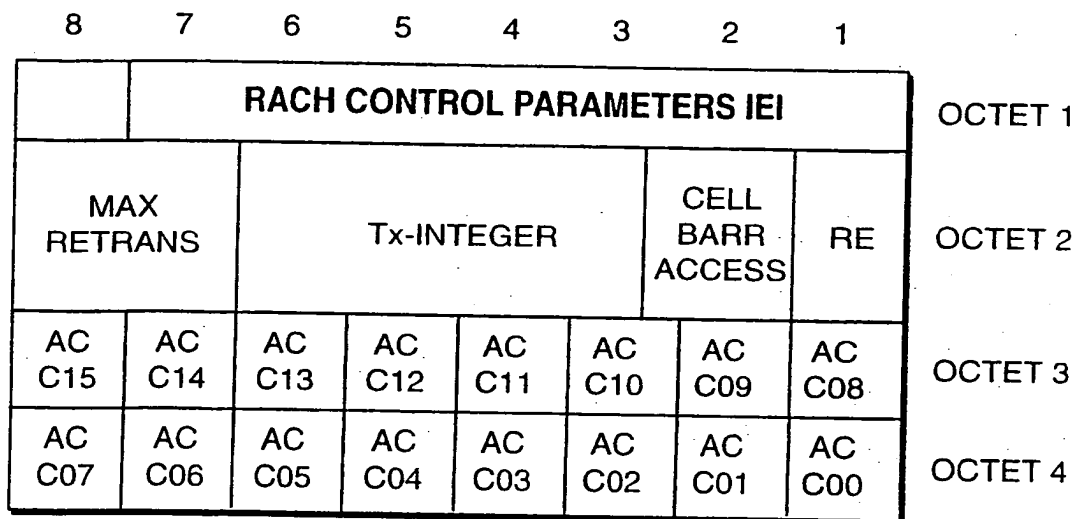 8 7 6 5 4 3 2 1
RACH CONTROL PARAMETERS IEI OCTET 1
MAX
RETRANS
Tx-INTEGER
CELL
BARR
ACCESS
RE
OCTET 2
AC AC AC AC AC AC AC AC
C15 C14 C13 C12 C11 C10 C09 C08
OCTET 3
AC AC AC AC AC AC AC AC
C07 C06 C05 C04 C03 C02 C01 C00
OCTET 4